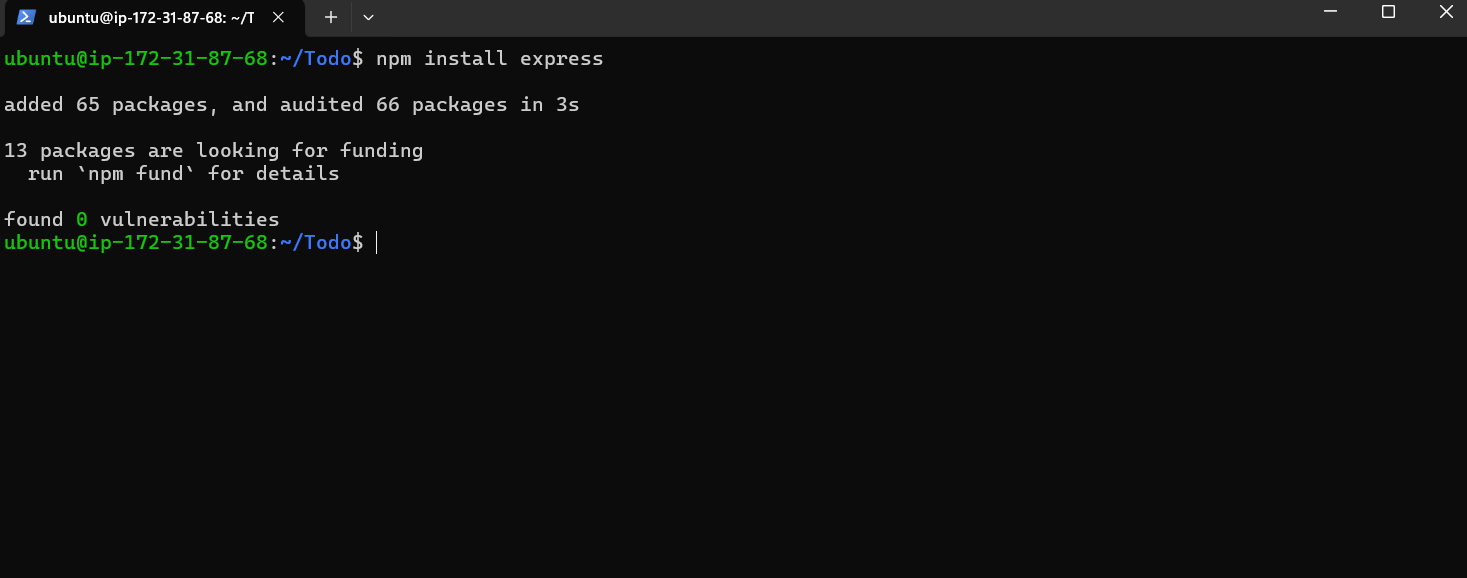 ubuntu@ip-172-31-87-68: ~/T
ubuntu@ip-172-31-87-68:~/Todo$ npm install express
added 65 packages, and audited 66 packages in 3s
13 packages are looking for funding
  run `npm fund` for details
found 0 vulnerabilities
ubuntu@ip-172-31-87-68:~/Todo$